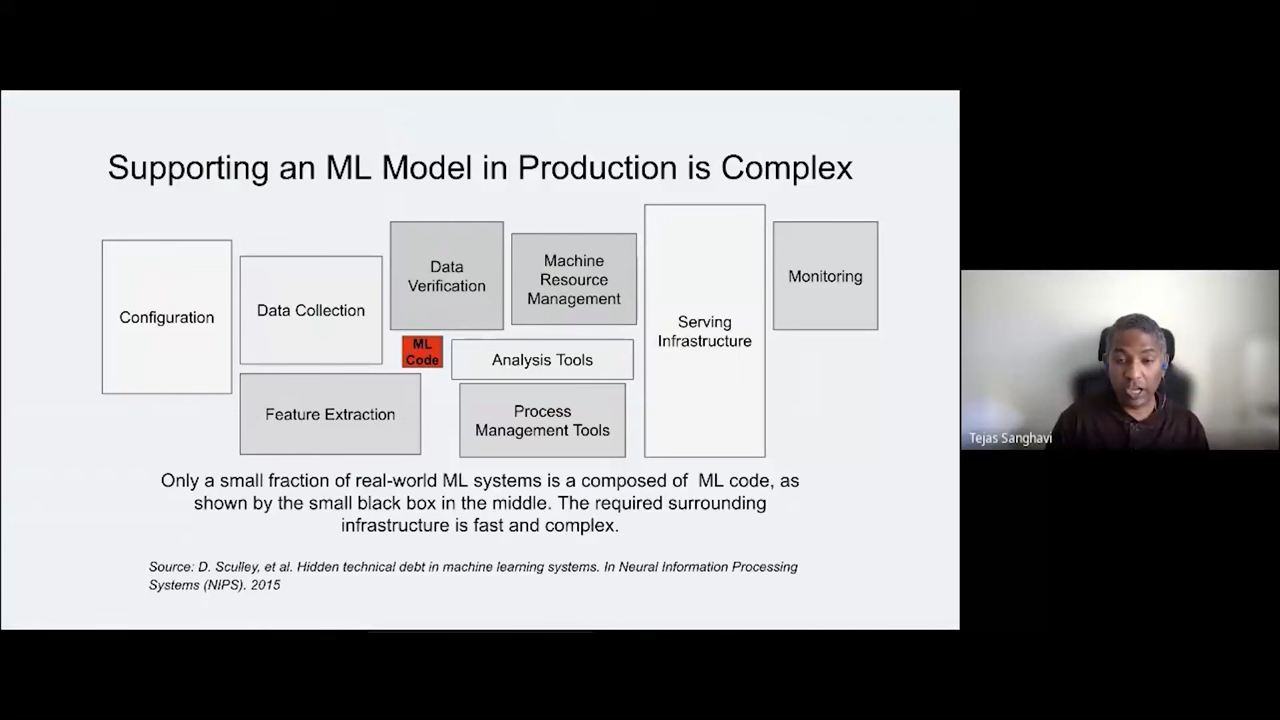 Supporting an ML Model in Production is Complex
Configuration
Data Collection
Data
Verification
Machine
Resource
Management
Serving
Infrastructure
Monitoring
ML
Code
Analysis Tools
Feature Extraction
Process
Management Tools
Only a small fraction of real-world ML systems is a composed of ML code, as
shown by the small black box in the middle. The required surrounding
infrastructure is fast and complex.
Source: D. Sculley, et al. Hidden technical debt in machine learning systems. In Neural Information Processing
Systems (NIPS). 2015
Tejas Sanghavi